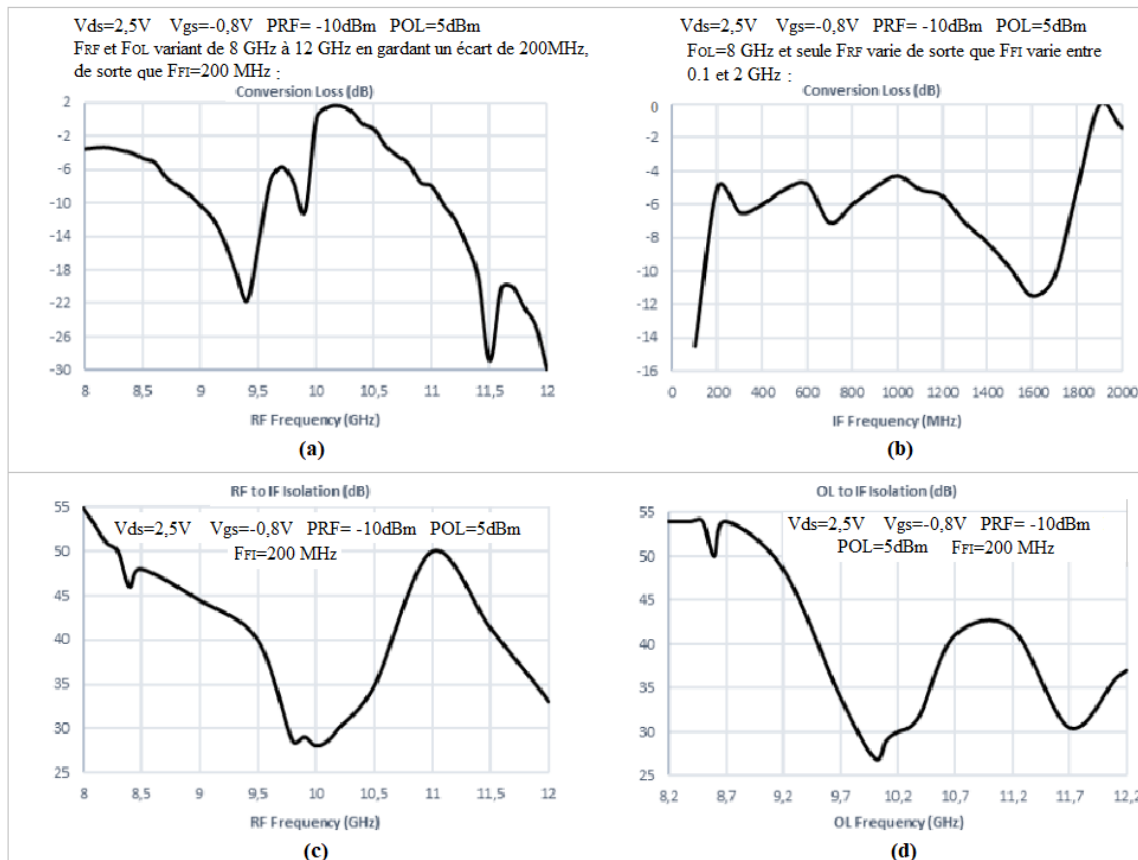 Vds=2,5V Vgs=-0,8V PRF= -10dBm POL=5dBm
FRF et FOL variant de 8 GHz à 12 GHz en gardant un écart de 200MHz,
de sorte que FFI=200 MHz :
Conversion Loss (dB)
2
-2
-6
-10
-14
-18
-22
-26
-30
8 8,5 9 9,5 10 10,5 11 11,5 12
RF Frequency (GHz)
(a)
Vds=2,5V Vgs=-0,8V PRF= -10dBm POL=5dBm
FOL=8 GHz et seule FRF varie de sorte que FFI varie entre
0.1 et 2 GHz :
Conversion Loss (dB)
0
-2
-4
-6
-8
-10
-12
-14
-16
0 200 400 600 800 1000 1200 1400 1600 1800 2000
IF Frequency (MHz)
(b)
RF to IF Isolation (dB)
Vds=2,5V Vgs=-0,8V PRF= -10dBm POL=5dBm
FFI=200 MHz
55
50
45
40
35
30
25
8 8,5 9 9,5 10 10,5 11 11,5 12
RF Frequency (GHz)
(c)
OL to IF Isolation (dB)
Vds=2,5V Vgs=-0,8V PRF= -10dBm
POL=5dBm FFI=200 MHz
55
50
45
40
35
30
25
8,2 8,7 9,2 9,7 10,2 10,7 11,2 11,7 12,2
OL Frequency (GHz)
(d)